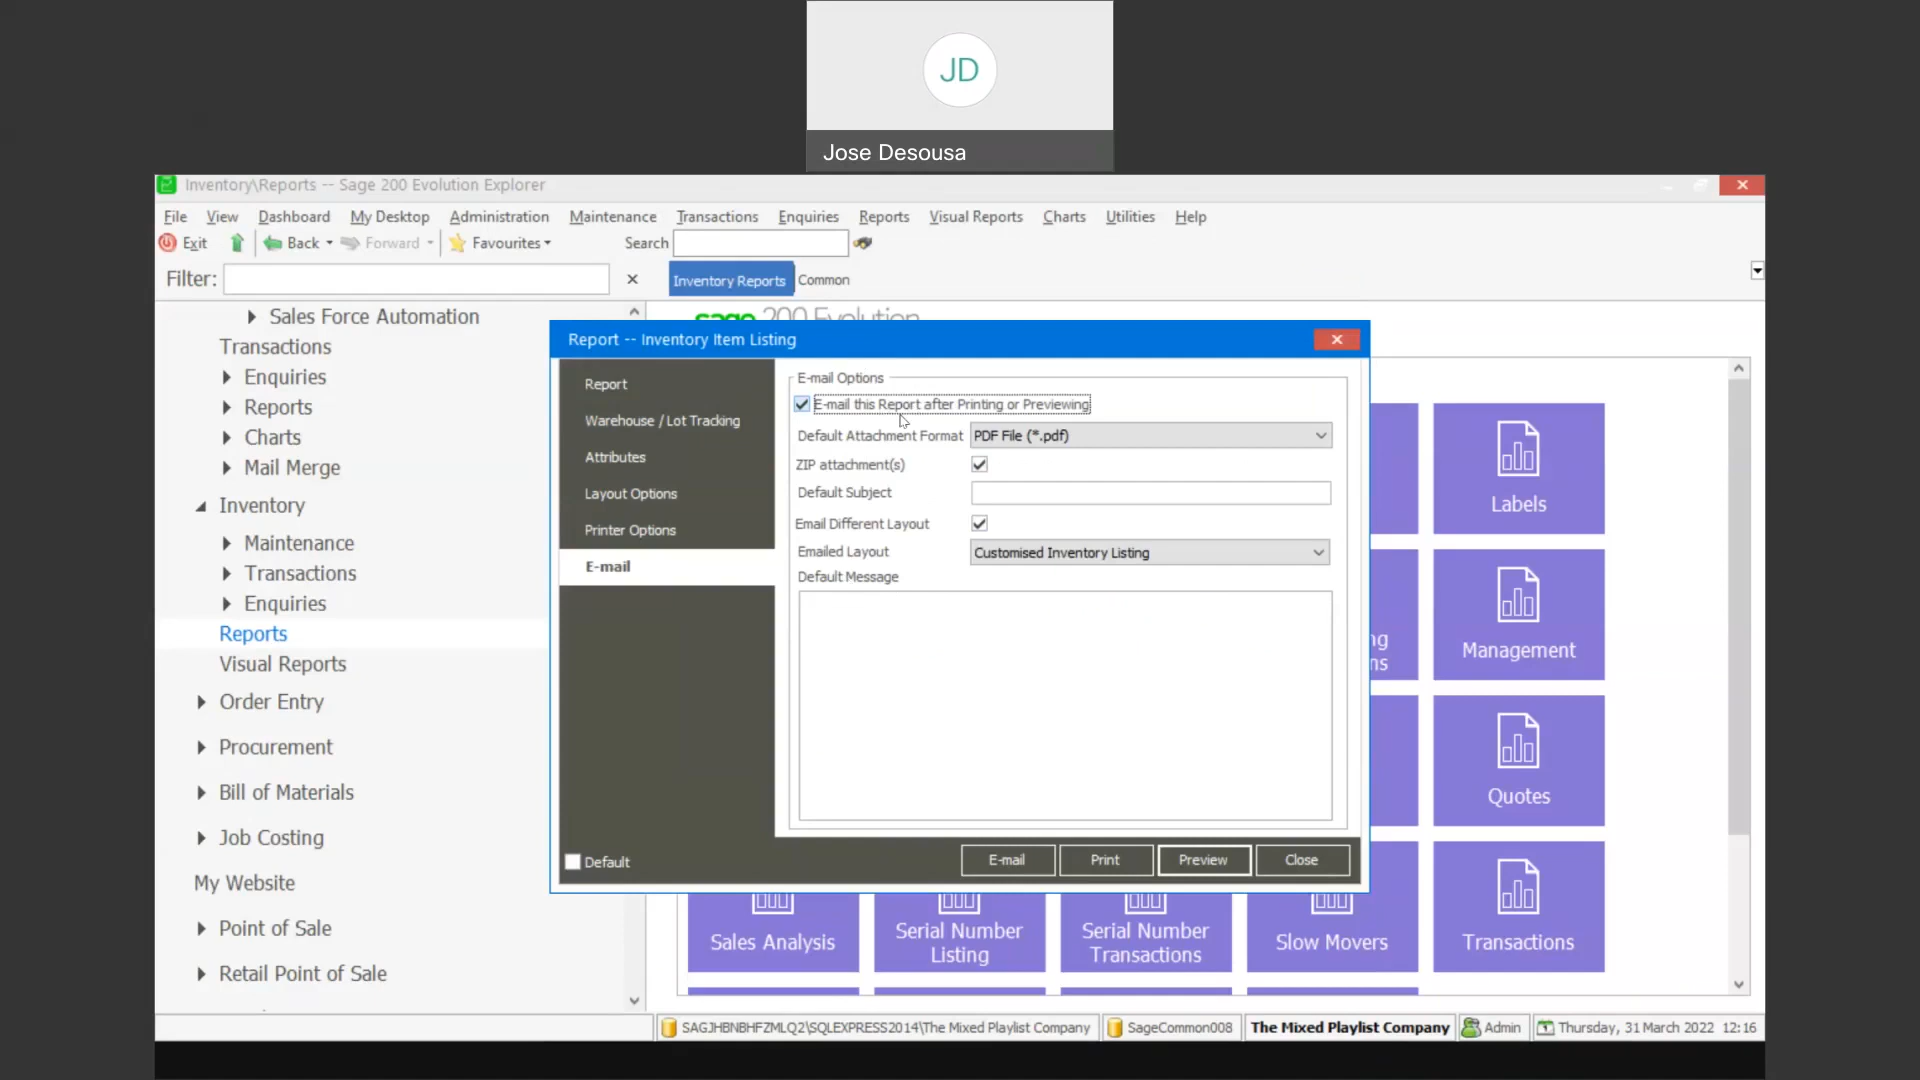 JD
Jose Desousa
Inventory\Reports -- Sage 200 Evolution Explorer
File View Dashboard My Desktop Administration Maintenance Transactions Enquiries Reports Visual Reports Charts Utilities Help
Exit Back Forward Favourites Search
Filter: Inventory Reports Common
sage 200 Evolution
Sales Force Automation
Transactions
Enquiries
Reports
Charts
Mail Merge
Inventory
Maintenance
Transactions
Enquiries
Reports
Visual Reports
Order Entry
Procurement
Bill of Materials
Job Costing
My Website
Point of Sale
Retail Point of Sale
Report -- Inventory Item Listing
Report
Warehouse / Lot Tracking
Attributes
Layout Options
Printer Options
E-mail
E-mail Options
E-mail this Report after Printing or Previewing
Default Attachment Format PDF File (*.pdf)
ZIP attachment(s)
Default Subject
Email Different Layout
Emailed Layout Customised Inventory Listing
Default Message
Default E-mail Print Preview Close
Labels
ng
ns
Management
Quotes
Sales Analysis
Serial Number
Listing
Serial Number
Transactions
Slow Movers
Transactions
SAGJHBNBHFZMLQ2\SQLEXPRESS2014\The Mixed Playlist Company SageCommon008 The Mixed Playlist Company Admin Thursday, 31 March 2022 12:16